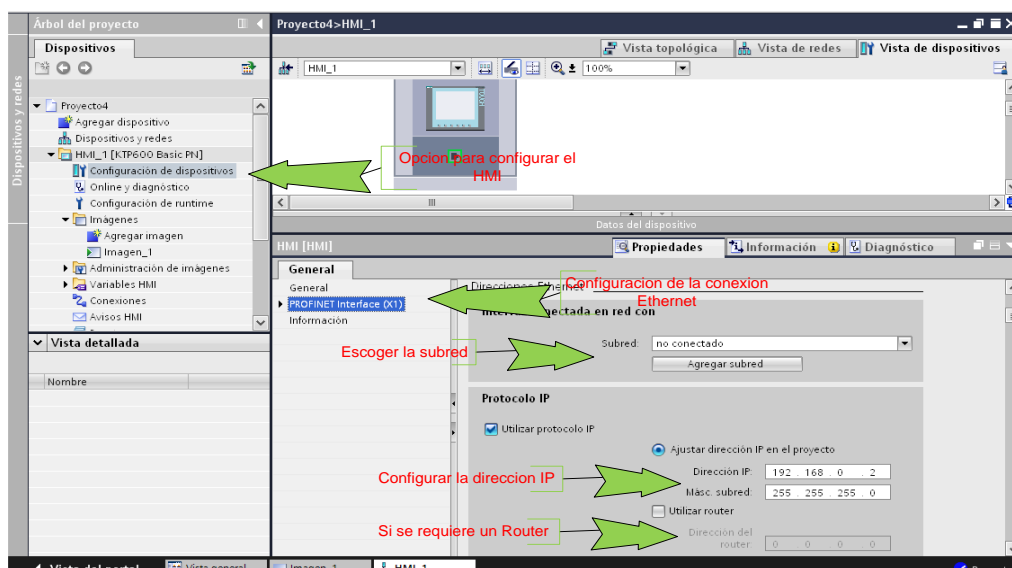 Árbol del proyecto
Proyecto4>HMI_1
Dispositivos
Vista topológica
Vista de redes
Vista de dispositivos
HMI_1
100%
Dispositivos y redes
Proyecto4
Agregar dispositivo
Dispositivos y redes
HMI_1 [KTP600 Basic PN]
Configuración de dispositivos
Online y diagnóstico
Configuración de runtime
Imágenes
Agregar imagen
Imagen_1
Administración de imágenes
Variables HMI
Conexiones
Avisos HMI
Opcion para configurar el
HMI
Datos del dispositivo
HMI [HMI]
Propiedades
Información
Diagnóstico
General
General
PROFINET Interface (X1)
Información
Direcciones Ethernet
Configuracion de la conexion
Ethernet
conectada en red con
Escoger la subred
Subred:
no conectado
Agregar subred
Vista detallada
Nombre
Protocolo IP
Utilizar protocolo IP
Ajustar dirección IP en el proyecto
Configurar la direccion IP
Dirección IP:
192 . 168 . 0 . 2
Másc. subred:
255 . 255 . 255 . 0
Utilizar router
Si se requiere un Router
Dirección del
router:
0 . 0 . 0 . 0
Vista del portal
Vista general
Imagen_1
HMI_1